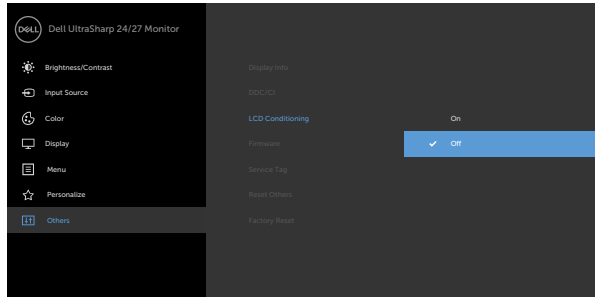 DELL Dell UltraSharp 24/27 Monitor
Brightness/Contrast
Input Source
Color
Display
Menu
Personalize
Others
Display Info
DDC/CI
LCD Conditioning
Firmware
Service Tag
Reset Others
Factory Reset
On
Off